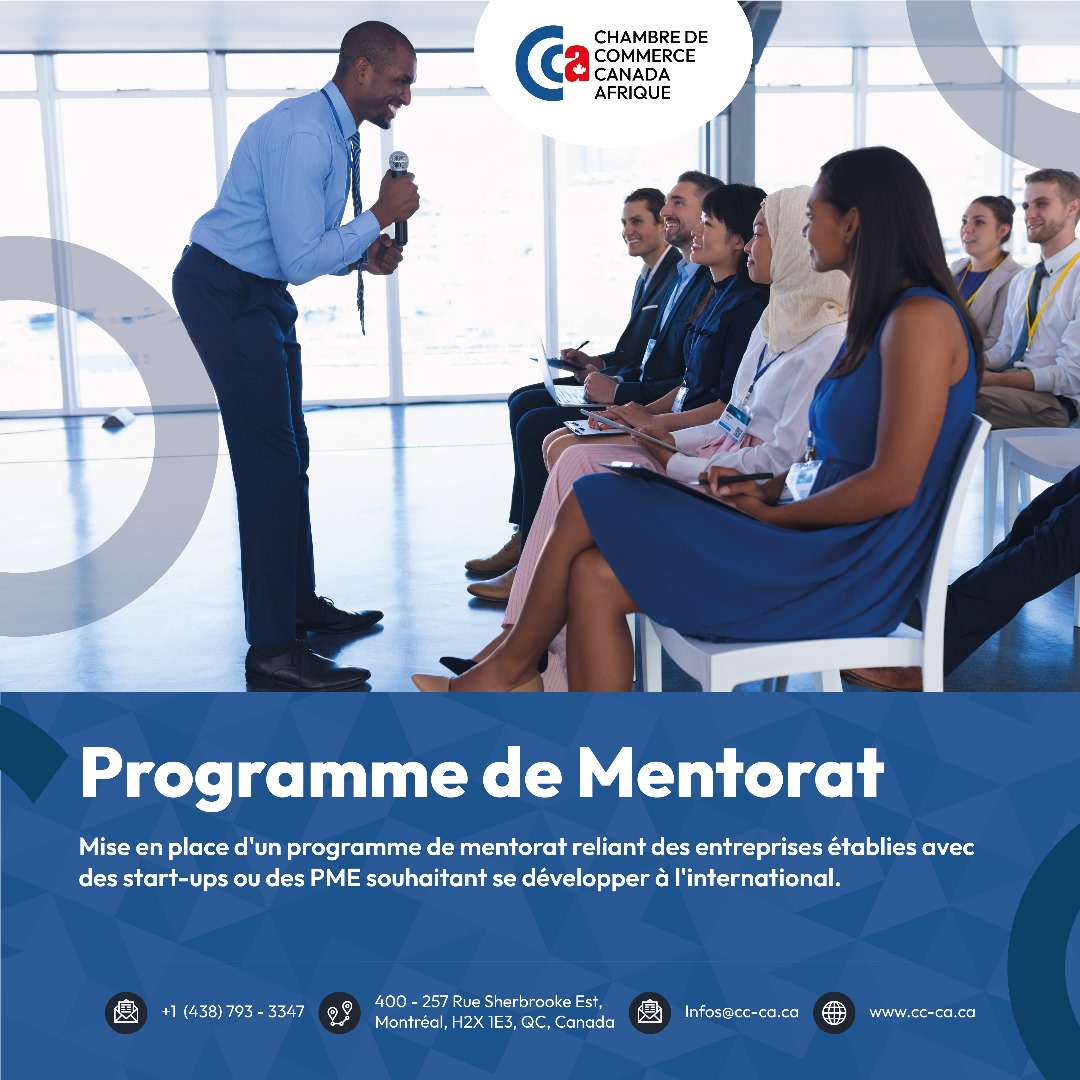 CHAMBRE DE
COMMERCE
CANADA
AFRIQUE
Programme de Mentorat
Mise en place d'un programme de mentorat reliant des entreprises établies avec
des start-ups ou des PME souhaitant se développer à l'international.
+1 (438) 793 - 3347
400 - 257 Rue Sherbrooke Est,
Montréal, H2X 1E3, QC, Canada
Infos@cc-ca.ca
www.cc-ca.ca